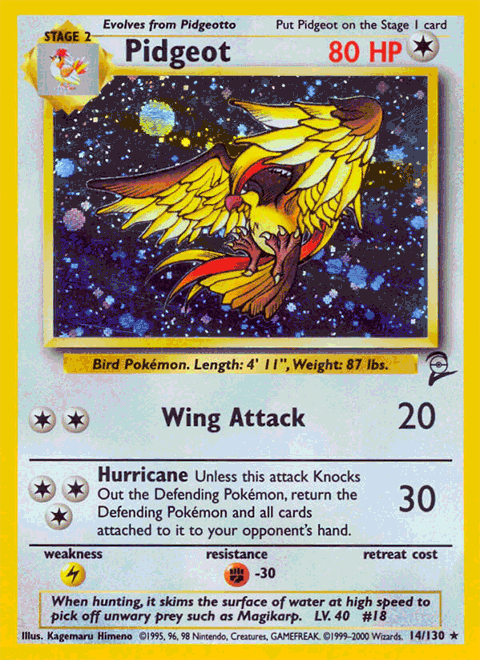 Evolves from Pidgeotto
Put Pidgeot on the Stage 1 card
STAGE 2
Pidgeot
80 HP
Bird Pokémon. Length: 4' 11", Weight: 87 lbs.
Wing Attack
20
Hurricane Unless this attack Knocks
Out the Defending Pokémon, return the
Defending Pokémon and all cards
attached to it to your opponent's hand.
30
weakness
resistance
retreat cost
-30
When hunting, it skims the surface of water at high speed to
pick off unwary prey such as Magikarp. LV. 40 #18
Illus. Kagemaru Himeno ©1995, 96, 98 Nintendo, Creatures, GAMEFREAK. ©1999-2000 Wizards. 14/130 ★